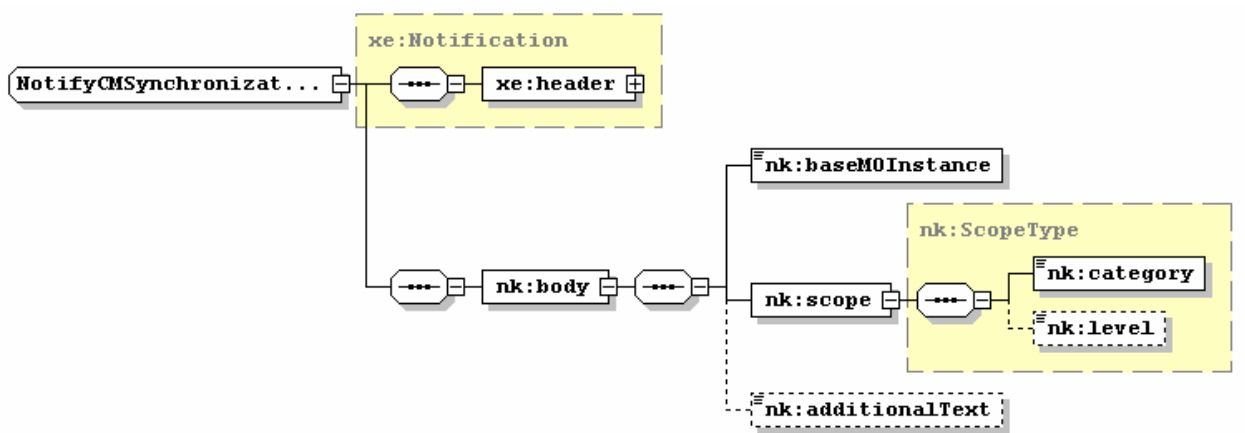 xe:Notification
NotifyCMSynchronizat...
xe:header
nk:baseMOInstance
nk:ScopeType
nk:category
nk:body
nk:scope
nk:level
nk:additionalText